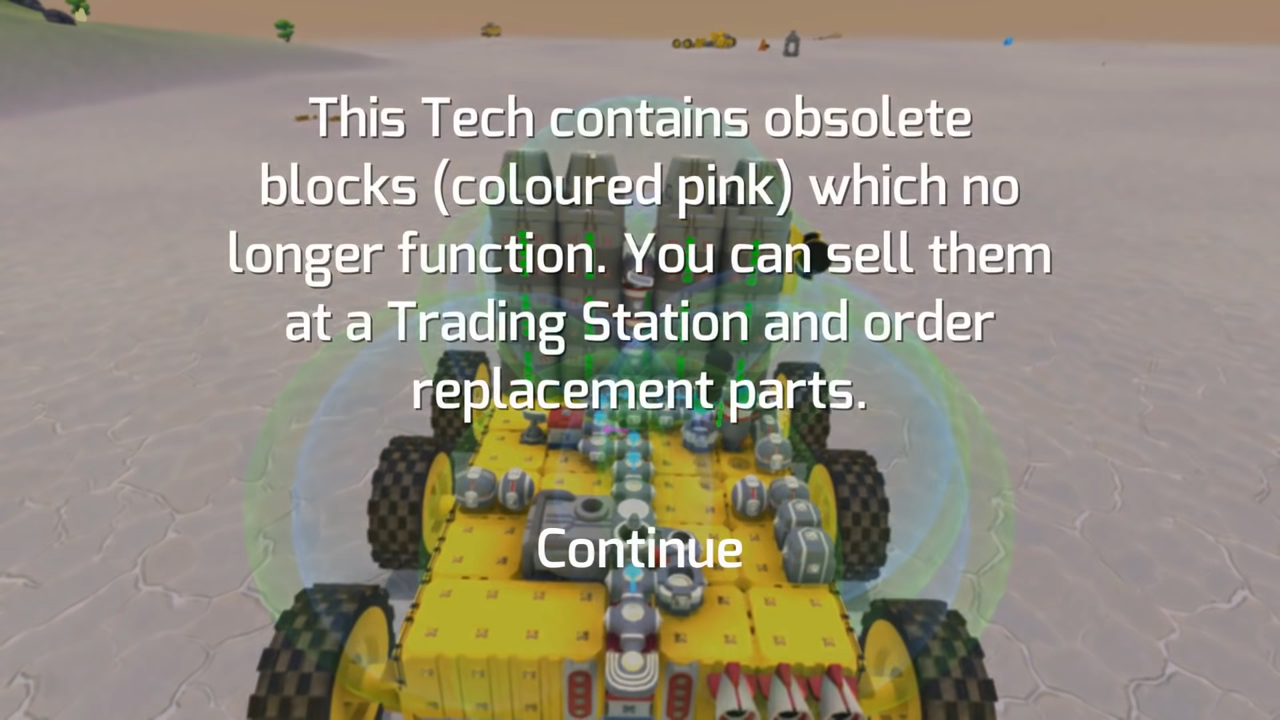 This Tech contains obsolete
blocks (coloured pink) which no
longer function. You can sell them
at a Trading Station and order
replacement parts.
Continue